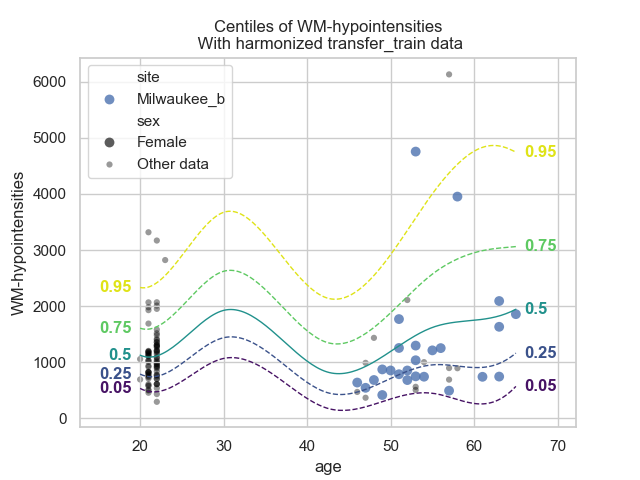 Centiles of WM-hypointensities
With harmonized transfer_train data
site
Milwaukee_b
sex
Female
Other data
WM-hypointensities
6000
5000
4000
3000
2000
1000
0
0.95
0.75
0.5
0.25
0.05
0.95
0.75
0.5
0.25
0.05
20 30 40 50 60 70
age